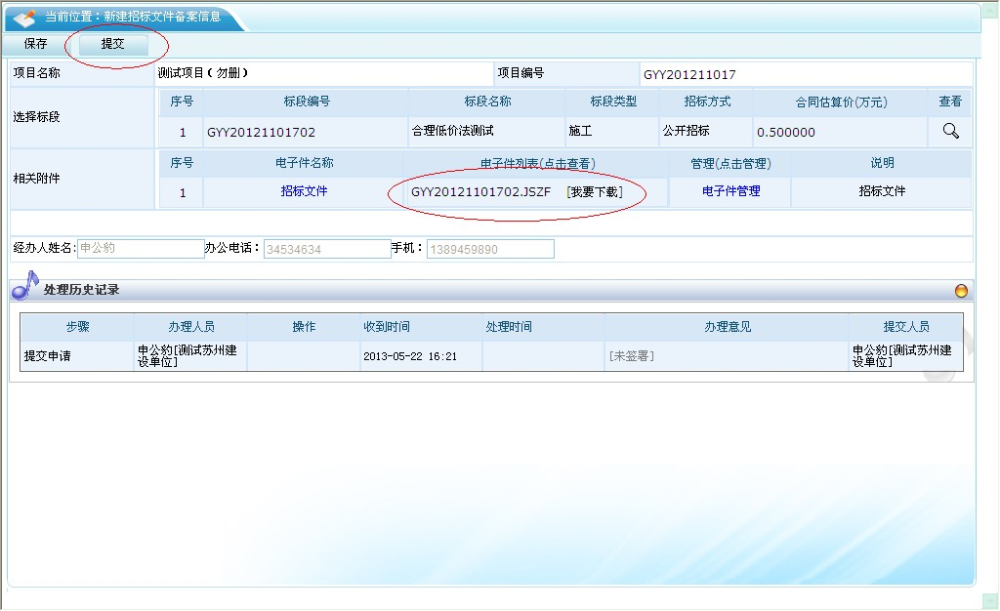 当前位置：新建招标文件备案信息
保存 提交
项目名称 测试项目（勿删） 项目编号 GYY201211017
选择标段
序号 标段编号 标段名称 标段类型 招标方式 合同估算价(万元) 查看
1 GYY20121101702 合理低价法测试 施工 公开招标 0.500000
相关附件
序号 电子件名称 电子件列表(点击查看) 管理(点击管理) 说明
1 招标文件 GYY20121101702.JSZF [我要下载] 电子件管理 招标文件
经办人姓名: 申公豹 办公电话： 34534634 手机： 1389459890
处理历史记录
步骤 办理人员 操作 收到时间 处理时间 办理意见 提交人员
提交申请 申公豹[测试苏州建设单位] 2013-05-22 16:21 [未签署] 申公豹[测试苏州建设单位]